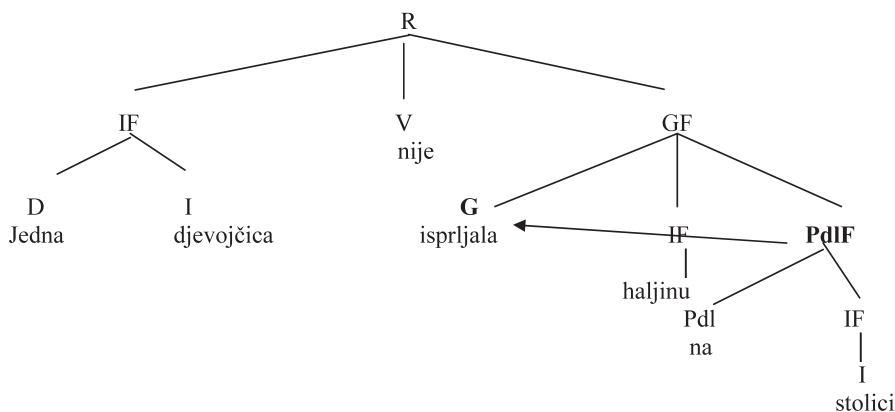 R
IF V GF
nije
D I G IF PdlF
Jedna djevojčica isprljala
haljinu
Pdl IF
na
I
stolici